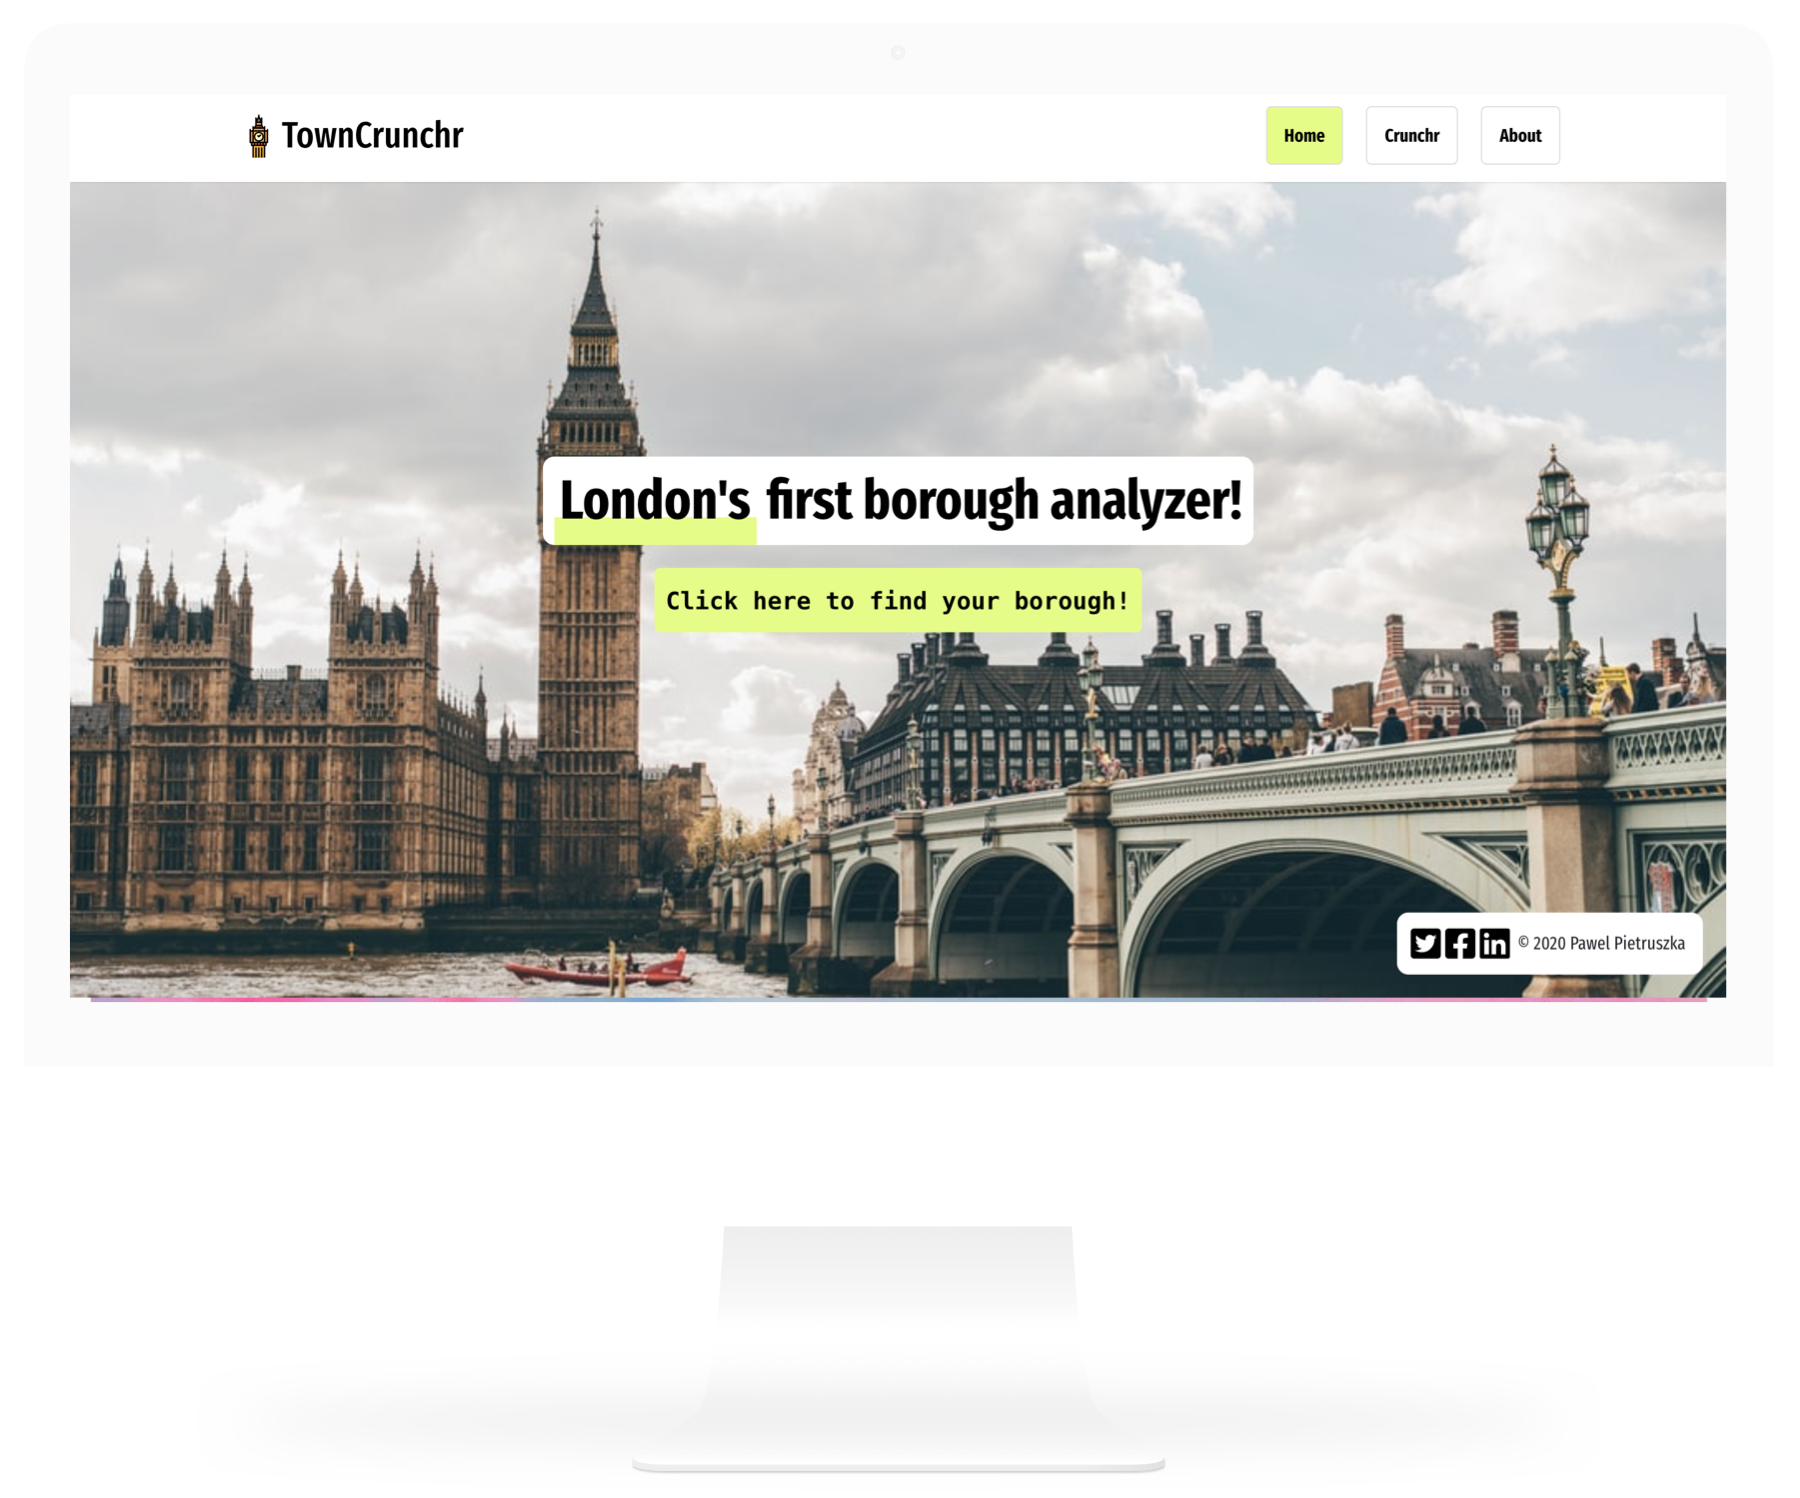 TownCrunchr
Home
Crunchr
About
London's first borough analyzer!
Click here to find your borough!
© 2020 Pawel Pietruszka